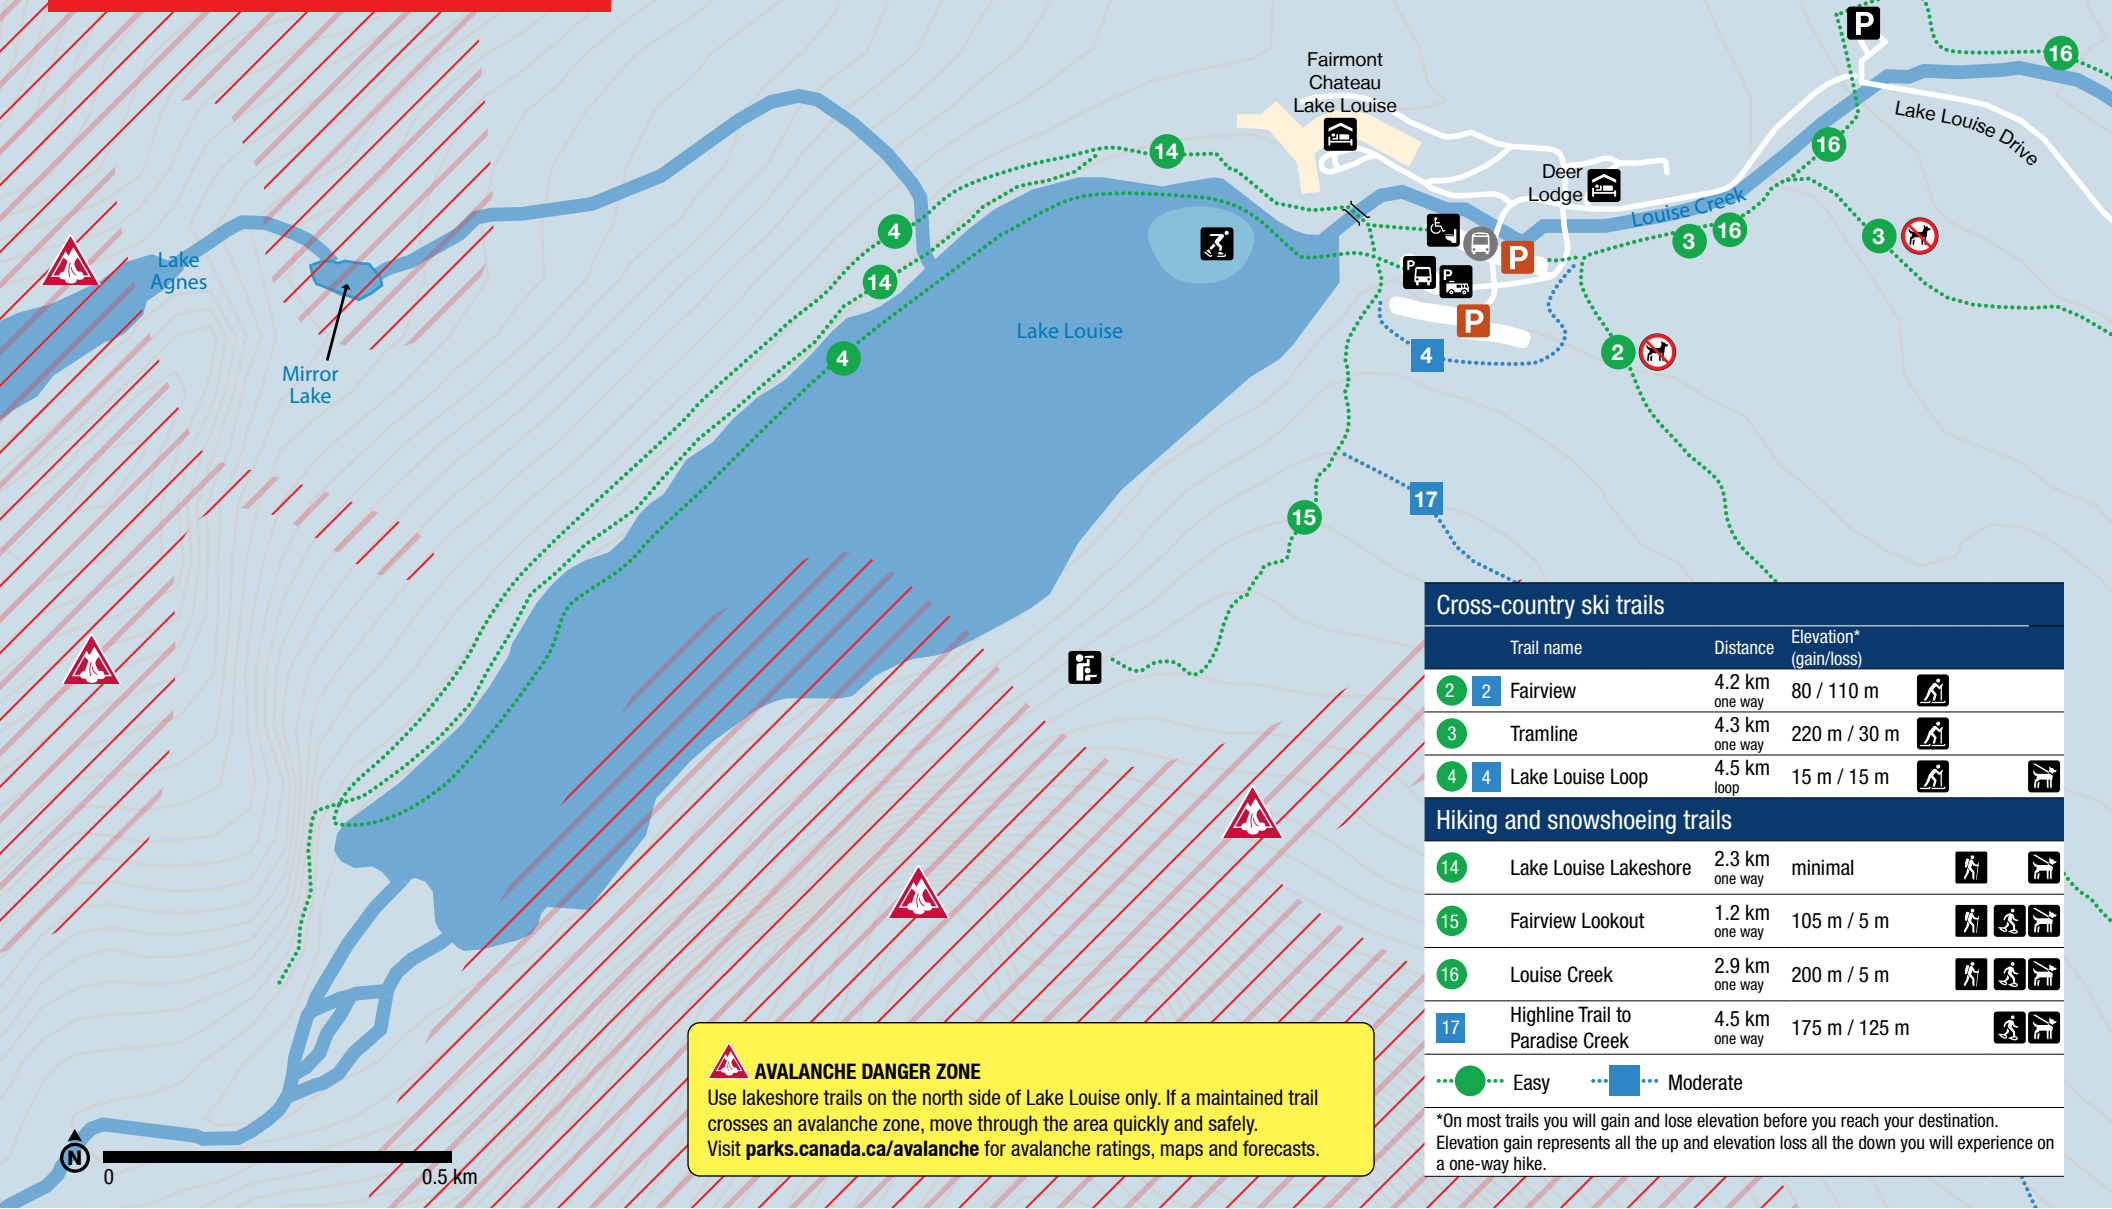 Fairmont
Chateau
Lake Louise
P
16
Lake Louise Drive
16
14
Deer
Lodge
Louise Creek
4
3
16
3
P
14
P
P
Lake
Agnes
2
P
4
4
Lake Louise
Mirror
Lake
17
15
Cross-country ski trails
Trail name
Distance
Elevation*
(gain/loss)
2 2 Fairview 4.2 km 80 / 110 m
one way
3 Tramline 4.3 km 220 m / 30 m
one way
4 4 Lake Louise Loop 4.5 km 15 m / 15 m
loop
Hiking and snowshoeing trails
14 Lake Louise Lakeshore 2.3 km minimal
one way
15 Fairview Lookout 1.2 km 105 m / 5 m
one way
16 Louise Creek 2.9 km 200 m / 5 m
one way
17 Highline Trail to
Paradise Creek 4.5 km 175 m / 125 m
one way
Easy
Moderate
*On most trails you will gain and lose elevation before you reach your destination.
Elevation gain represents all the up and elevation loss all the down you will experience on
a one-way hike.
AVALANCHE DANGER ZONE
Use lakeshore trails on the north side of Lake Louise only. If a maintained trail
crosses an avalanche zone, move through the area quickly and safely.
Visit parks.canada.ca/avalanche for avalanche ratings, maps and forecasts.
N
0 0.5 km